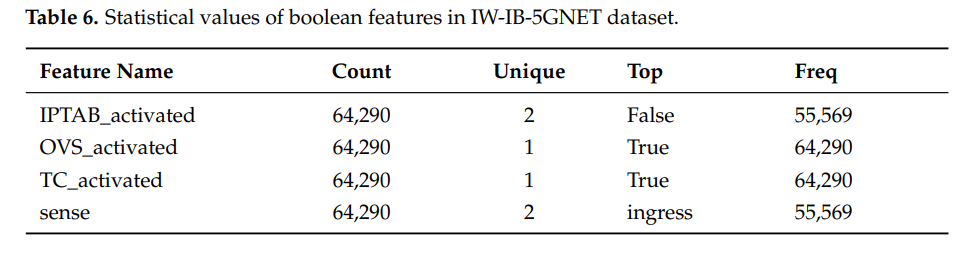 Table 6. Statistical values of boolean features in IW-IB-5GNET dataset.
Feature Name Count Unique Top Freq
IPTAB_activated 64,290 2 False 55,569
OVS_activated 64,290 1 True 64,290
TC_activated 64,290 1 True 64,290
sense 64,290 2 ingress 55,569